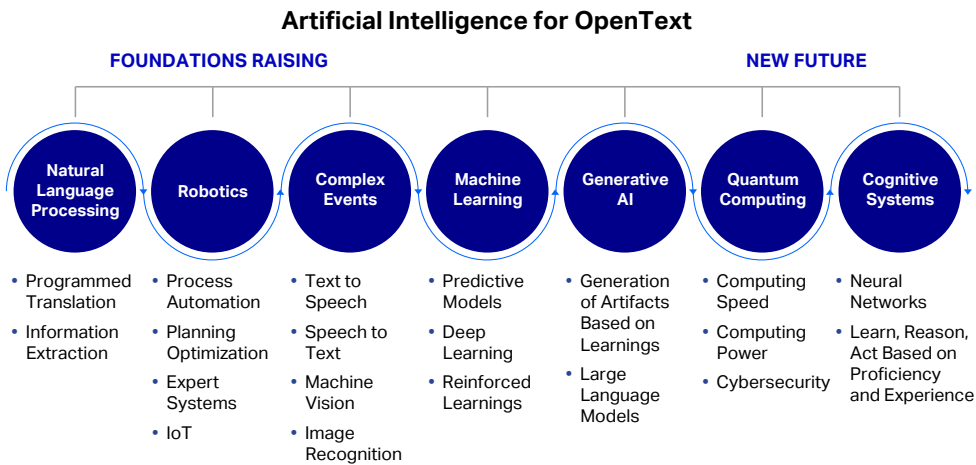 Artificial Intelligence for OpenText
FOUNDATIONS RAISING
NEW FUTURE
Natural
Language
Processing
Robotics
Complex
Events
Machine
Learning
Generative
AI
Quantum
Computing
Cognitive
Systems
• Programmed
Translation
• Information
Extraction
• Process
Automation
• Planning
Optimization
• Expert
Systems
• IoT
• Text to
Speech
• Speech to
Text
• Machine
Vision
• Image
Recognition
• Predictive
Models
• Deep
Learning
• Reinforced
Learnings
• Generation
of Artifacts
Based on
Learnings
• Large
Language
Models
• Computing
Speed
• Computing
Power
• Cybersecurity
• Neural
Networks
• Learn, Reason,
Act Based on
Proficiency
and Experience